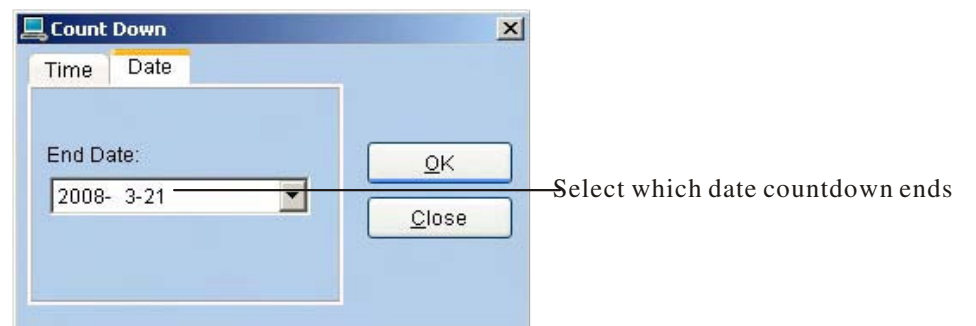 Count Down
Time Date
End Date:
2008- 3-21
OK
Close
Select which date countdown ends